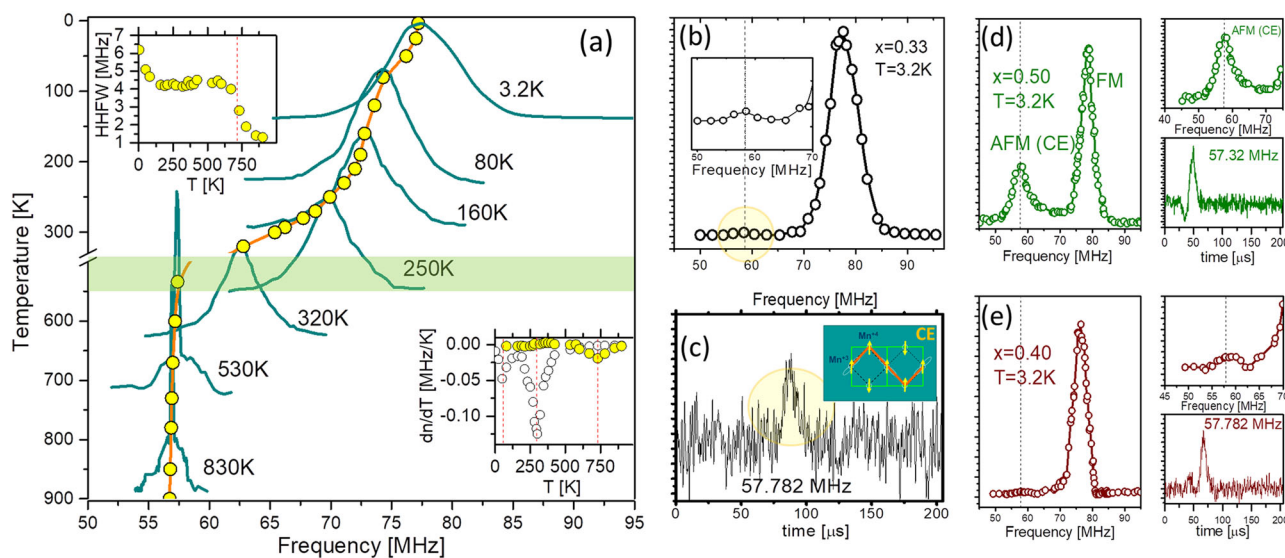 (a)
Temperature [K]
0
100
200
300
600
700
800
900
50 55 60 65 70 75 80 85 90 95
Frequency [MHz]
3.2K
80K
160K
250K
320K
530K
830K
HHFW [MHz]
7
6
5
4
3
2
1
0 250 500 750
T [K]
dn/dT [MHz/K]
0.00
-0.05
-0.10
0 250 500 750
T [K]
(b)
x=0.33
T=3.2K
50 60 70
Frequency [MHz]
50 55 60 65 70 75 80 85 90 95
Frequency [MHz]
(c)
CE
Mn+4
Mn+3
57.782 MHz
0 50 100 150 200
time [μs]
(d)
x=0.50
T=3.2K
FM
AFM (CE)
50 60 70 80 90
Frequency [MHz]
AFM (CE)
40 50 60 70
Frequency [MHz]
57.32 MHz
0 50 100 150 200
time [μs]
(e)
x=0.40
T=3.2K
50 60 70 80 90
Frequency [MHz]
45 50 55 60 65 70
Frequency [MHz]
57.782 MHz
0 50 100 150 200
time [μs]